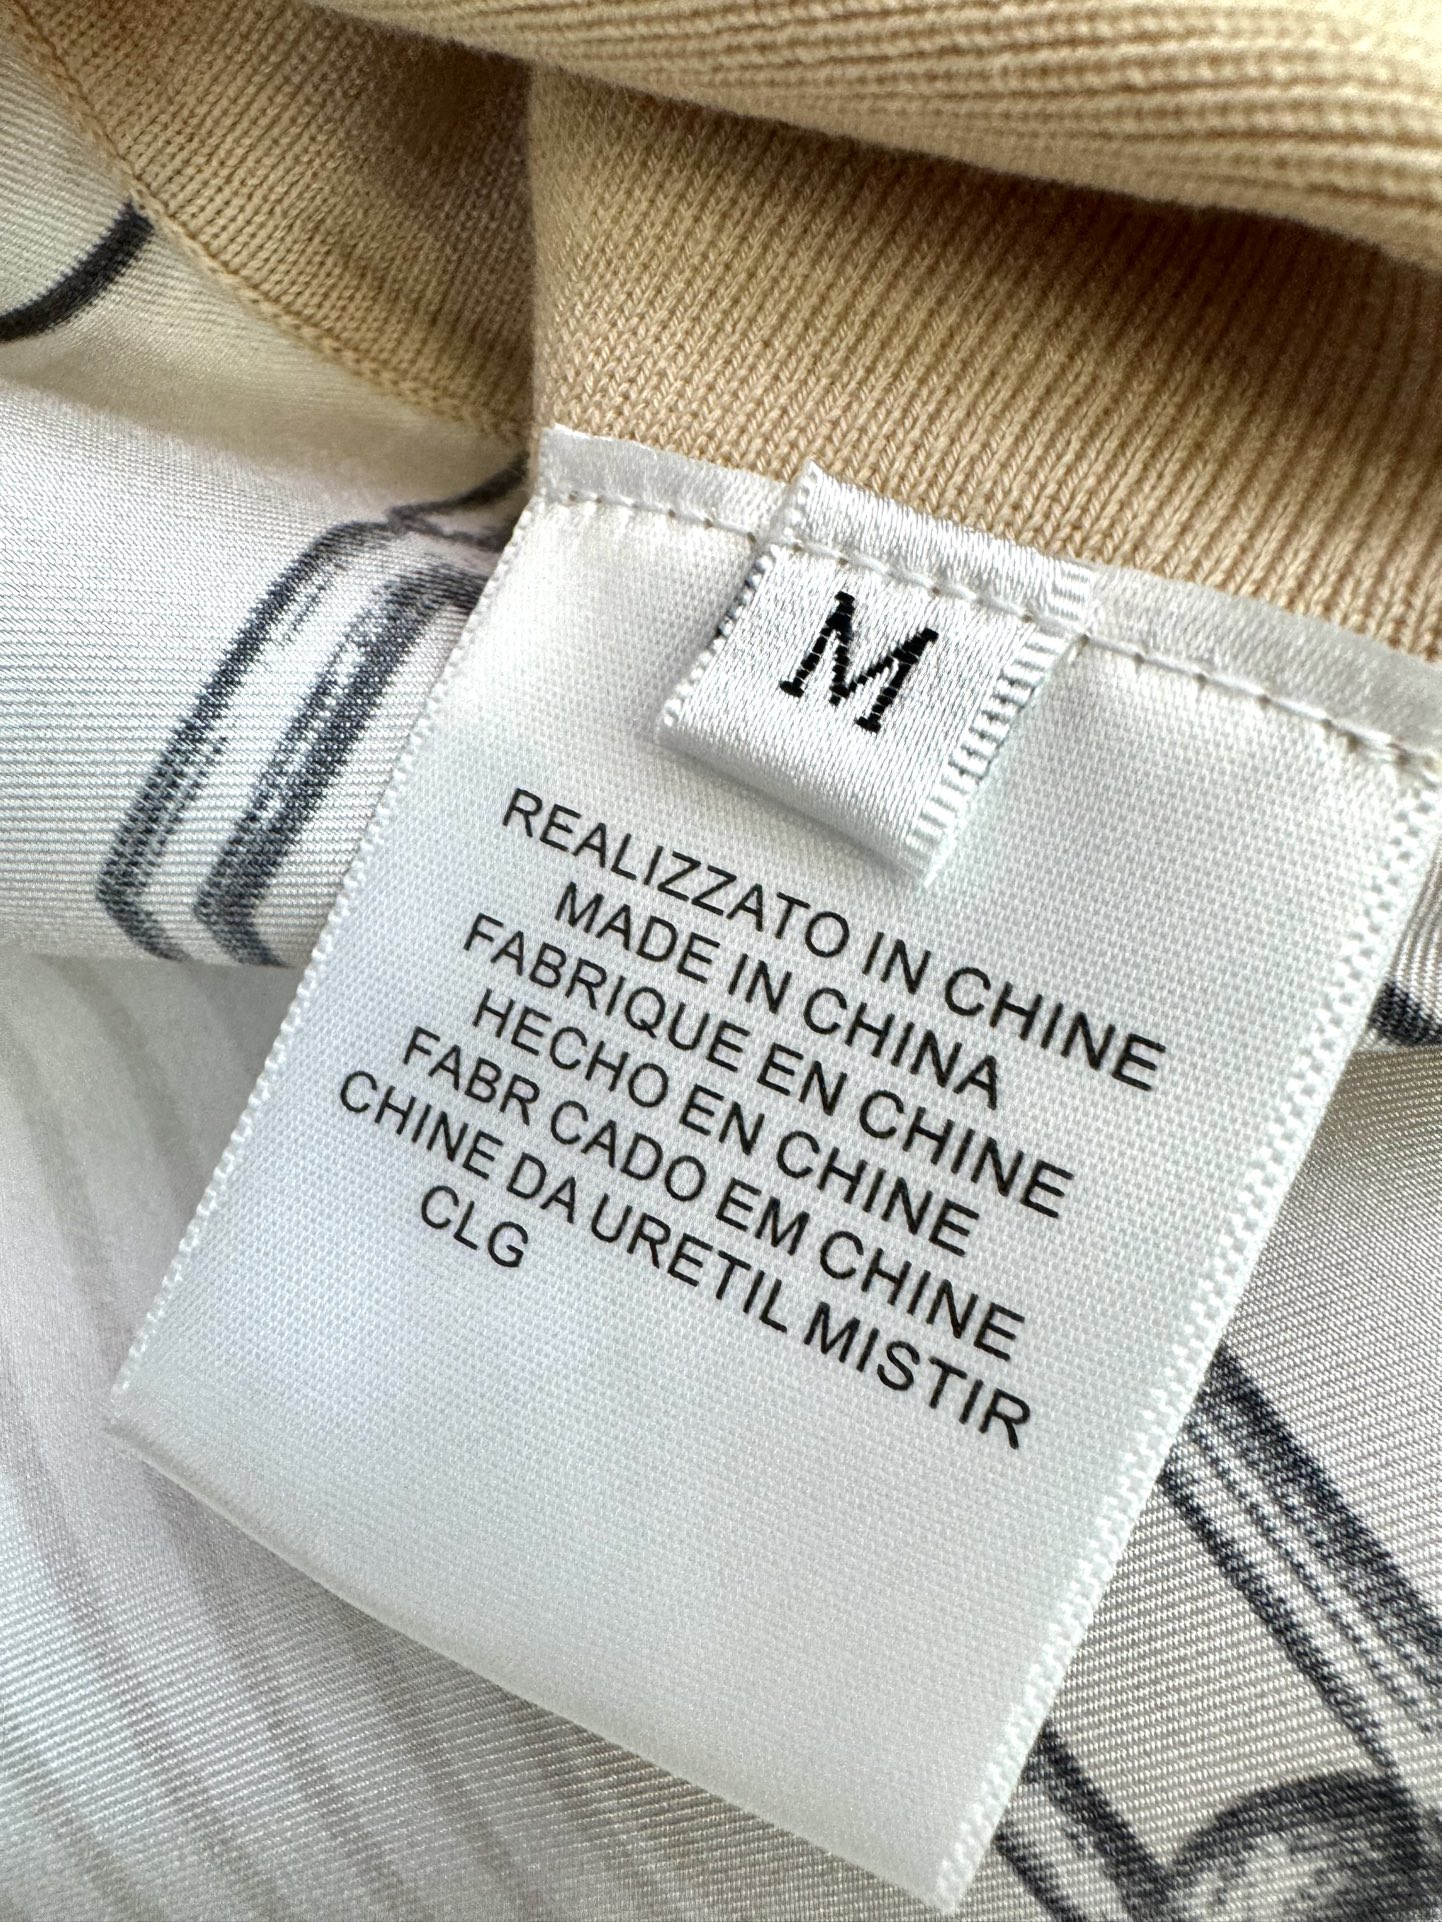 M
REALIZZATO IN CHINE
MADE IN CHINA
FABRIQUE EN CHINE
HECHO EN CHINE
FABR CADO EM CHINE
CHINE DA URETIL MISTIR
CLG